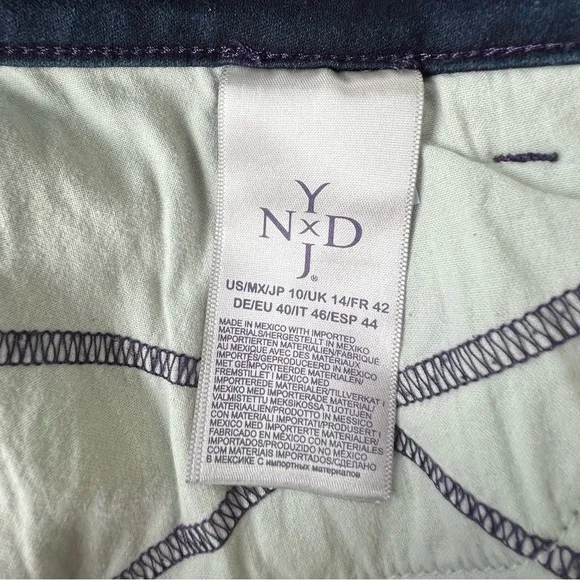 Y
N×DJ
J®
US/MX/JP 10/UK 14/FR 42
DE/EU 40/IT 46/ESP 44
MADE IN MEXICO WITH IMPORTED
MATERIALS/HERGESTELLT IN MEXIKO
IMPORTIERTEN MATERIALIEN/FABRIQUÉ
AU MEXIQUE AVEC DES MATÉRIAUX
IMPORTÉS/GEPRODUCEERD IN MEXICO
MET GEIMPORTEERDE MATERIALEN/
FREMSTILLET I MEXICO MED
IMPORTEREDE MATERIALER/TILLVERKAT I
MEXIKO MED IMPORTERADE MATERIAL/
VALMISTETTU MEKSIKOSSA TUOTUJEN
MATERIAALIEN/PRODOTTO IN MESSICO
CON MATERIALI IMPORTATI/PRODUSERT I
MEXICO MED IMPORTERTE MATERIALER/
FABRICADO EN MÉXICO CON MATERIALES
IMPORTADOS/PRODUZIDO NO MÉXICO
COM MATERIAIS IMPORTADOS/СДЕЛАНО
В МЕКСИКЕ С импортных материалов